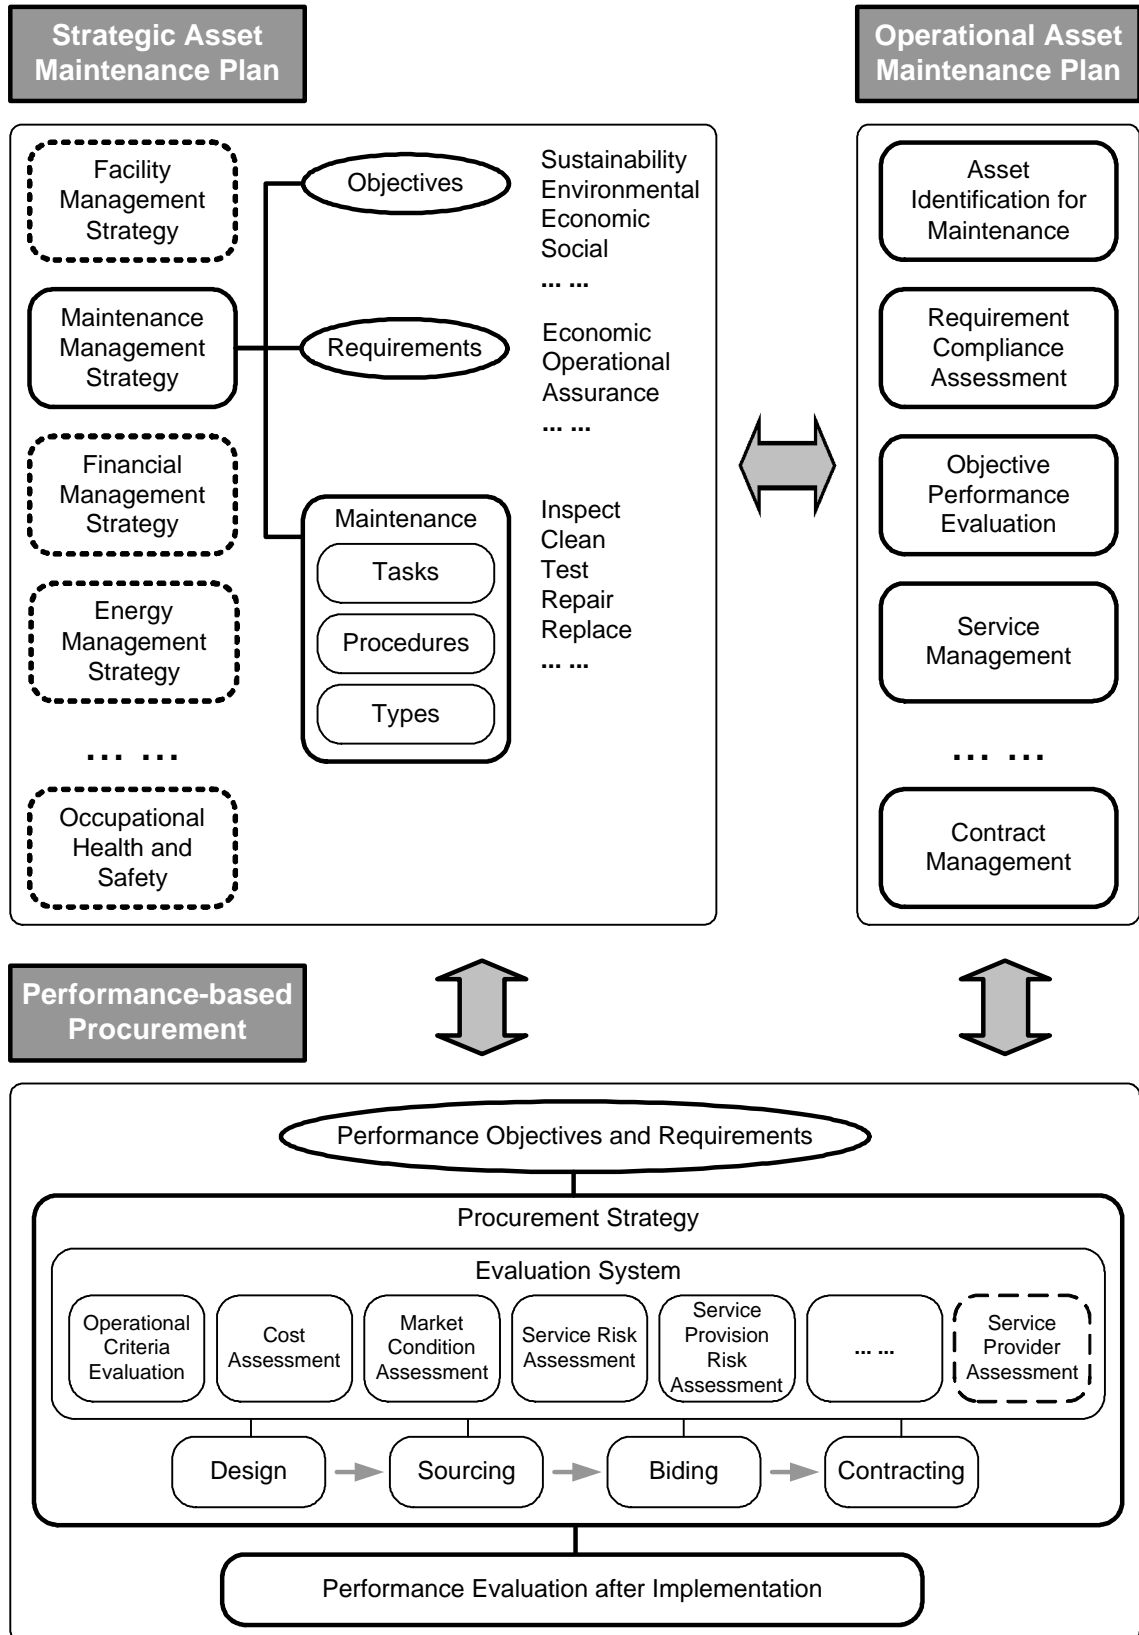 Strategic Asset
Maintenance Plan
Operational Asset
Maintenance Plan
Facility
Management
Strategy
Maintenance
Management
Strategy
Financial
Management
Strategy
Energy
Management
Strategy
... ...
Occupational
Health and
Safety
Objectives
Sustainability
Environmental
Economic
Social
... ...
Requirements
Economic
Operational
Assurance
... ...
Maintenance
Tasks
Procedures
Types
Inspect
Clean
Test
Repair
Replace
... ...
Asset
Identification for
Maintenance
Requirement
Compliance
Assessment
Objective
Performance
Evaluation
Service
Management
... ...
Contract
Management
Performance-based
Procurement
Performance Objectives and Requirements
Procurement Strategy
Evaluation System
Operational
Criteria
Evaluation
Cost
Assessment
Market
Condition
Assessment
Service Risk
Assessment
Service
Provision
Risk
Assessment
... ...
Service
Provider
Assessment
Design
Sourcing
Biding
Contracting
Performance Evaluation after Implementation